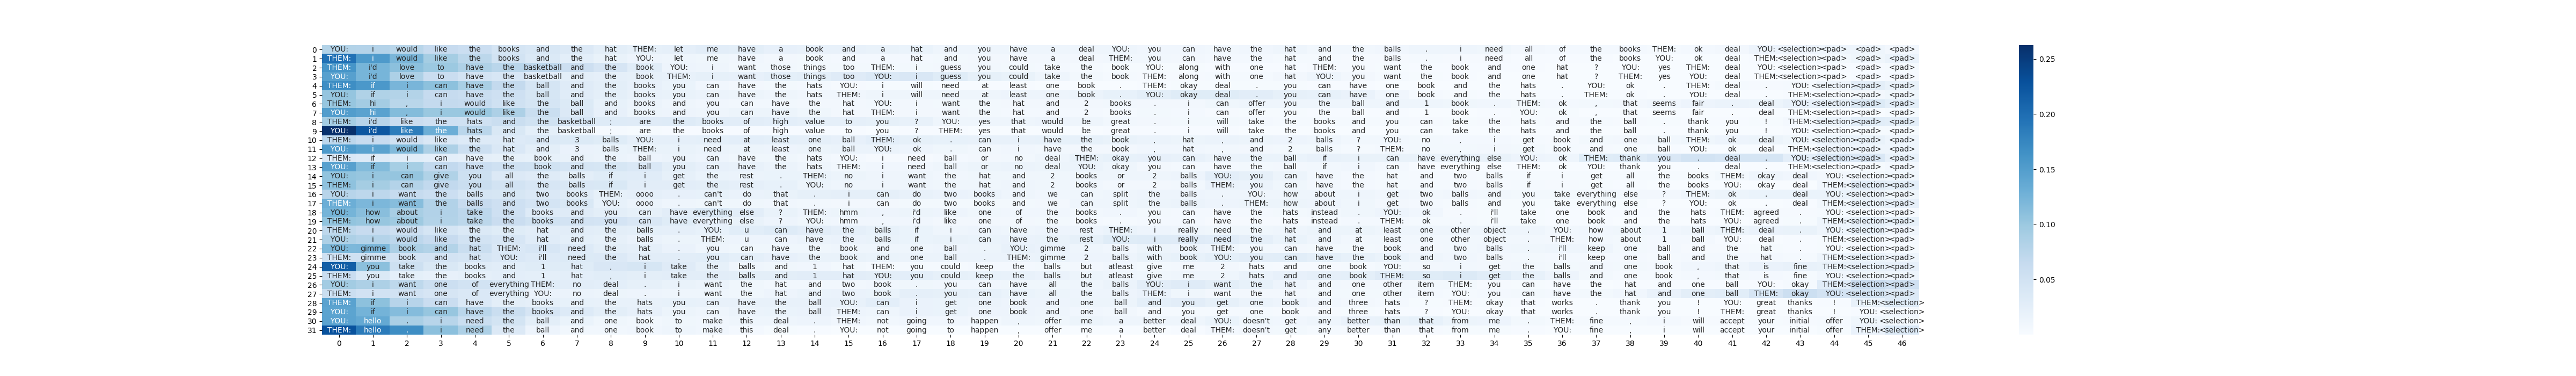 0 YOU: i would like the books and the hat THEM: let me have a book and a hat and you have a deal YOU: you can have the hat and the balls . i need all of the books THEM: ok deal YOU: <selection> <pad> <pad> <pad>
1 THEM: i would like the books and the hat YOU: let me have a book and a hat and you have a deal THEM: you can have the hat and the balls . i need all of the books YOU: ok deal THEM: <selection> <pad> <pad> <pad>
2 THEM: i'd love to have the basketball and the book YOU: i want those things too THEM: i guess you could take the book YOU: along with one hat THEM: you want the book and one hat ? YOU: yes THEM: deal YOU: <selection> <pad> <pad> <pad>
3 YOU: i'd love to have the basketball and the book THEM: i want those things too YOU: i guess you could take the book THEM: along with one hat YOU: you want the book and one hat ? THEM: yes YOU: deal THEM: <selection> <pad> <pad> <pad>
4 THEM: if i can have the ball and the books you can have the hats YOU: i will need at least one book . THEM: okay deal . you can have one book and the hats . YOU: ok . THEM: deal . YOU: <selection> <pad> <pad>
5 YOU: if i can have the ball and the books you can have the hats THEM: i will need at least one book . YOU: okay deal . you can have one book and the hats . THEM: ok . YOU: deal . THEM: <selection> <pad> <pad>
6 THEM: hi , i would like the ball and books and you can have the hat YOU: i want the hat and 2 books . i can offer you the ball and 1 book . THEM: ok . that seems fair . deal YOU: <selection> <pad> <pad>
7 YOU: hi , i would like the ball and books and you can have the hat THEM: i want the hat and 2 books . i can offer you the ball and 1 book . YOU: ok . that seems fair . deal THEM: <selection> <pad> <pad>
8 THEM: i'd like the hats and the basketball ; are the books of high value to you ? YOU: yes that would be great . i will take the books and you can take the hats and the ball . thank you ! YOU: <selection> <pad> <pad>
9 YOU: i'd like the hats and the basketball ; are the books of high value to you ? THEM: yes that would be great . i will take the books and you can take the hats and the ball . thank you ! THEM: <selection> <pad> <pad>
10 THEM: i would like the hat and 3 balls YOU: i need at least one ball THEM: ok . can i have the book , hat , and 2 balls ? YOU: no , i get book and one ball THEM: ok deal YOU: <selection> <pad> <pad>
11 YOU: i would like the hat and 3 balls THEM: i need at least one ball YOU: ok . can i have the book , hat , and 2 balls ? THEM: no , i get book and one ball YOU: ok deal THEM: <selection> <pad> <pad>
12 THEM: if i can have the book and the ball you can have the hats YOU: i need ball or no deal THEM: okay you can have the ball if i can have everything else YOU: ok THEM: thank you . deal . YOU: <selection> <pad> <pad>
13 YOU: if i can have the book and the ball you can have the hats THEM: i need ball or no deal YOU: okay you can have the ball if i can have everything else THEM: ok YOU: thank you . deal . THEM: <selection> <pad> <pad>
14 YOU: i can give you all the balls if i get the rest . THEM: no i want the hat and 2 books or 2 balls YOU: you can have the hat and two balls if i get all the books THEM: okay deal YOU: <selection> <pad>
15 THEM: i can give you all the balls if i get the rest . YOU: no i want the hat and 2 books or 2 balls THEM: you can have the hat and two balls if i get all the books YOU: okay deal THEM: <selection> <pad>
16 YOU: i want the balls and two books THEM: oooo . can't do that . i can do two books and we can split the balls . YOU: how about i get two balls and you take everything else ? THEM: ok . deal YOU: <selection> <pad>
17 THEM: i want the balls and two books YOU: oooo . can't do that . i can do two books and we can split the balls . THEM: how about i get two balls and you take everything else ? YOU: ok . deal THEM: <selection> <pad>
18 YOU: how about i take the books and you can have everything else ? THEM: hmm , i'd like one of the books . you can have the hats instead . YOU: ok . i'll take one book and the hats THEM: agreed . YOU: <selection> <pad>
19 THEM: how about i take the books and you can have everything else ? YOU: hmm , i'd like one of the books . you can have the hats instead . THEM: ok . i'll take one book and the hats YOU: agreed . THEM: <selection> <pad>
20 THEM: i would like the the hat and the balls . YOU: u can have the balls if i can have the rest THEM: i really need the hat and at least one other object . YOU: how about 1 ball THEM: deal . YOU: <selection> <pad>
21 YOU: i would like the the hat and the balls . THEM: u can have the balls if i can have the rest YOU: i really need the hat and at least one other object . THEM: how about 1 ball YOU: deal . THEM: <selection> <pad>
22 YOU: gimme book and hat THEM: i'll need the hat . you can have the book and one ball . YOU: gimme 2 balls with book THEM: you can have the book and two balls . i'll keep one ball and the hat . YOU: <selection> <pad>
23 THEM: gimme book and hat YOU: i'll need the hat . you can have the book and one ball . THEM: gimme 2 balls with book YOU: you can have the book and two balls . i'll keep one ball and the hat . THEM: <selection> <pad>
24 YOU: you take the books and 1 hat , i take the balls and 1 hat THEM: you could keep the balls but atleast give me 2 hats and one book YOU: so i get the balls and one book , that is fine THEM: <selection> <pad>
25 THEM: you take the books and 1 hat , i take the balls and 1 hat YOU: you could keep the balls but atleast give me 2 hats and one book THEM: so i get the balls and one book , that is fine YOU: <selection> <pad>
26 YOU: i want one of everything THEM: no deal . i want the hat and two book . you can have all the balls YOU: i want the hat and one other item THEM: you can have the hat and one ball YOU: okay THEM: <selection> <pad>
27 THEM: i want one of everything YOU: no deal . i want the hat and two book . you can have all the balls THEM: i want the hat and one other item YOU: you can have the hat and one ball THEM: okay YOU: <selection> <pad>
28 THEM: if i can have the books and the hats you can have the ball YOU: can i get one book and one ball and you get one book and three hats ? THEM: okay that works . thank you ! YOU: great thanks ! THEM: <selection>
29 YOU: if i can have the books and the hats you can have the ball THEM: can i get one book and one ball and you get one book and three hats ? YOU: okay that works . thank you ! THEM: great thanks ! YOU: <selection>
30 YOU: hello . i need the ball and one book to make this deal . THEM: not going to happen , offer me a better deal YOU: doesn't get any better than that from me . THEM: fine , i will accept your initial offer YOU: <selection>
31 THEM: hello . i need the ball and one book to make this deal . YOU: not going to happen , offer me a better deal THEM: doesn't get any better than that from me . YOU: fine , i will accept your initial offer THEM: <selection>
0 1 2 3 4 5 6 7 8 9 10 11 12 13 14 15 16 17 18 19 20 21 22 23 24 25 26 27 28 29 30 31 32 33 34 35 36 37 38 39 40 41 42 43 44 45 46
0.25
0.20
0.15
0.10
0.05